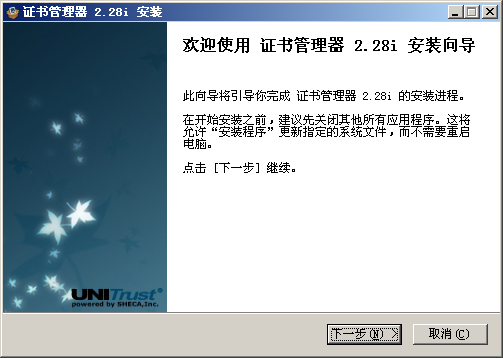 证书管理器 2.28i 安装
欢迎使用 证书管理器 2.28i 安装向导
此向导将引导你完成 证书管理器 2.28i 的安装进程。
在开始安装之前，建议先关闭其他所有应用程序。这将
允许“安装程序”更新指定的系统文件，而不需要重启
电脑。
点击 [下一步] 继续。
UNITrust®
powered by SHECA,Inc.
下一步(N) >
取消(C)